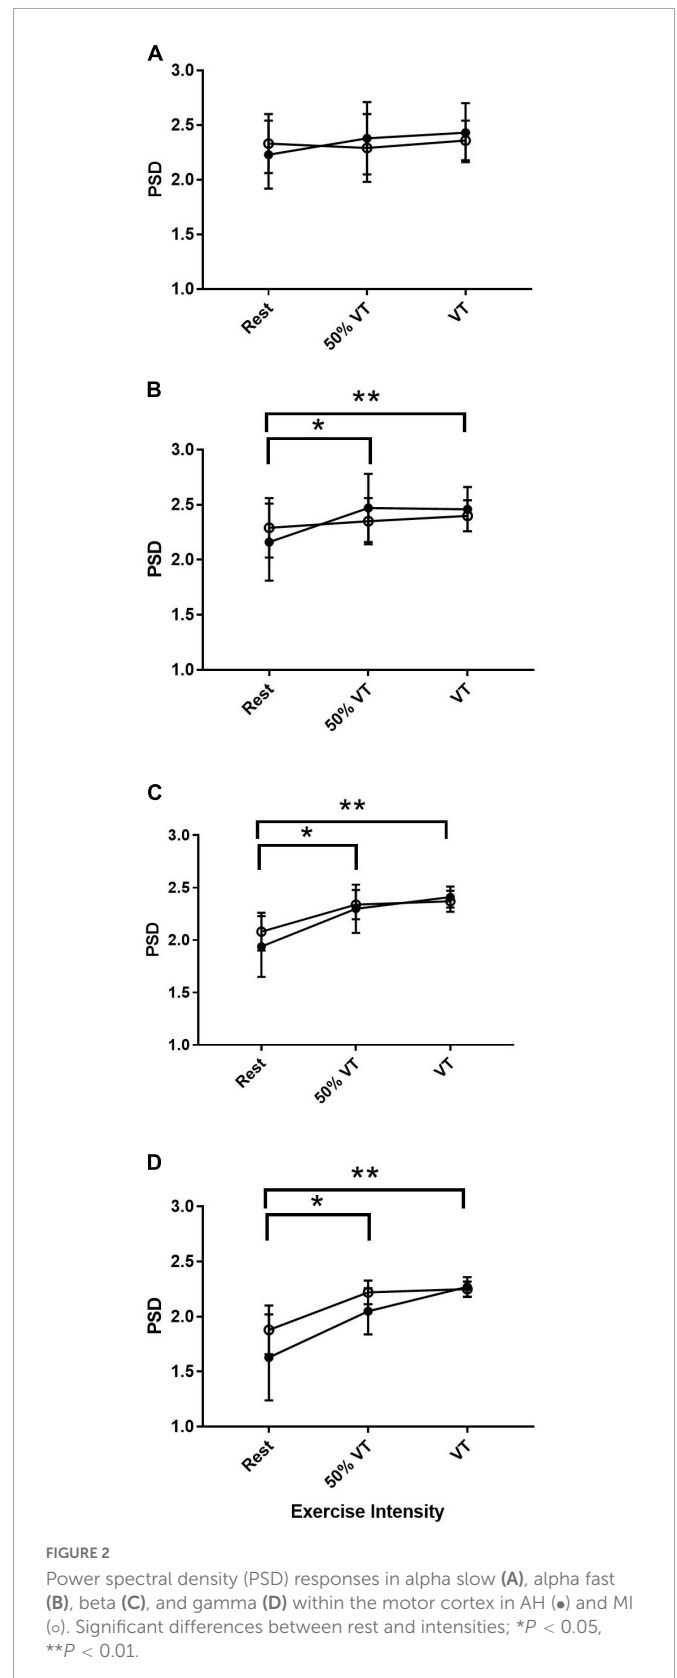 A
3.0
2.5
2.0
1.5
1.0
PSD
Rest
50% VT
VT
B
**
*
3.0
2.5
2.0
1.5
1.0
PSD
Rest
50% VT
VT
C
**
*
3.0
2.5
2.0
1.5
1.0
PSD
Rest
50% VT
VT
D
**
*
3.0
2.5
2.0
1.5
1.0
PSD
Rest
50% VT
VT
Exercise Intensity
FIGURE 2
Power spectral density (PSD) responses in alpha slow (A), alpha fast
(B), beta (C), and gamma (D) within the motor cortex in AH (●) and MI
(○). Significant differences between rest and intensities; *P < 0.05,
**P < 0.01.